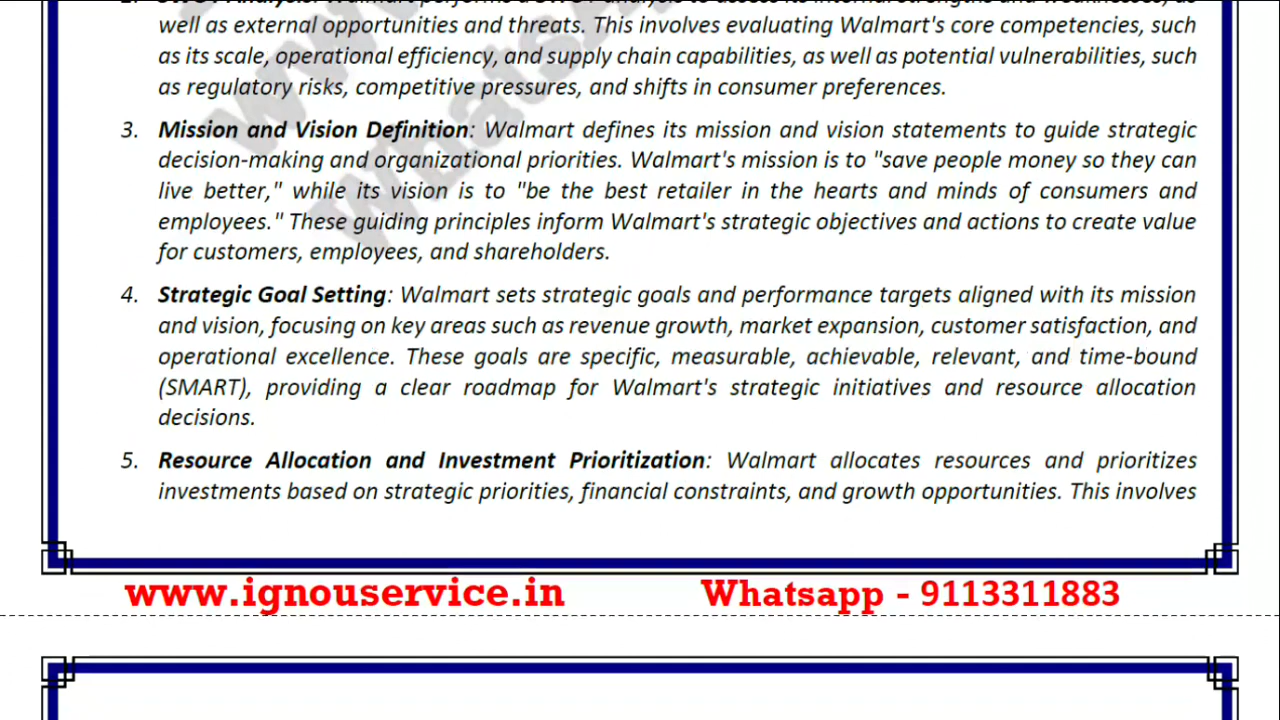 well as external opportunities and threats. This involves evaluating Walmart's core competencies, such
as its scale, operational efficiency, and supply chain capabilities, as well as potential vulnerabilities, such
as regulatory risks, competitive pressures, and shifts in consumer preferences.
3. Mission and Vision Definition: Walmart defines its mission and vision statements to guide strategic
decision-making and organizational priorities. Walmart's mission is to "save people money so they can
live better," while its vision is to "be the best retailer in the hearts and minds of consumers and
employees." These guiding principles inform Walmart's strategic objectives and actions to create value
for customers, employees, and shareholders.
4. Strategic Goal Setting: Walmart sets strategic goals and performance targets aligned with its mission
and vision, focusing on key areas such as revenue growth, market expansion, customer satisfaction, and
operational excellence. These goals are specific, measurable, achievable, relevant, and time-bound
(SMART), providing a clear roadmap for Walmart's strategic initiatives and resource allocation
decisions.
5. Resource Allocation and Investment Prioritization: Walmart allocates resources and prioritizes
investments based on strategic priorities, financial constraints, and growth opportunities. This involves
www.ignouservice.in Whatsapp - 9113311883